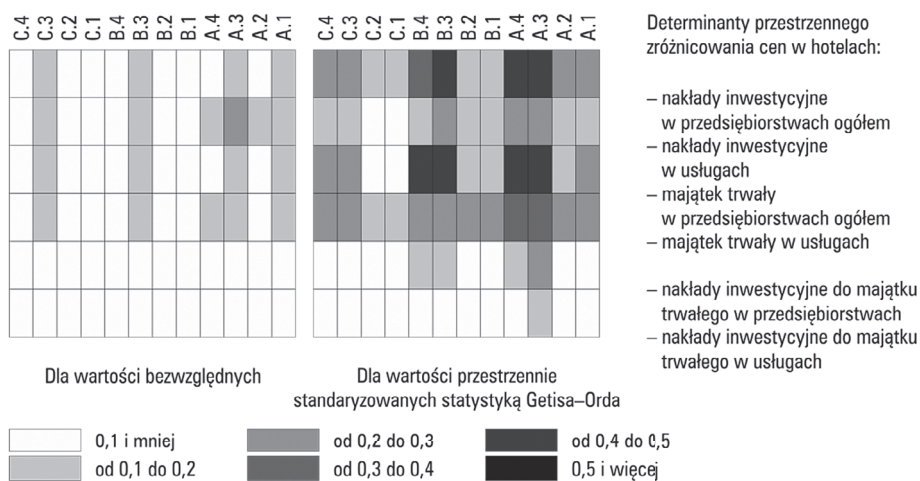 C.4 C.3 C.2 C.1 B.4 B.3 B.2 B.1 A.4 A.3 A.2 A.1
C.4 C.3 C.2 C.1 B.4 B.3 B.2 B.1 A.4 A.3 A.2 A.1
Determinanty przestrzennego
zróżnicowania cen w hotelach:
– nakłady inwestycyjne
w przedsiębiorstwach ogółem
– nakłady inwestycyjne
w usługach
– majątek trwały
w przedsiębiorstwach ogółem
– majątek trwały w usługach
– nakłady inwestycyjne do majątku
trwałego w przedsiębiorstwach
– nakłady inwestycyjne do majątku
trwałego w usługach
Dla wartości bezwzględnych
Dla wartości przestrzennie
standaryzowanych statystyką Getisa–Orda
0,1 i mniej
od 0,2 do 0,3
od 0,4 do 0,5
od 0,1 do 0,2
od 0,3 do 0,4
0,5 i więcej